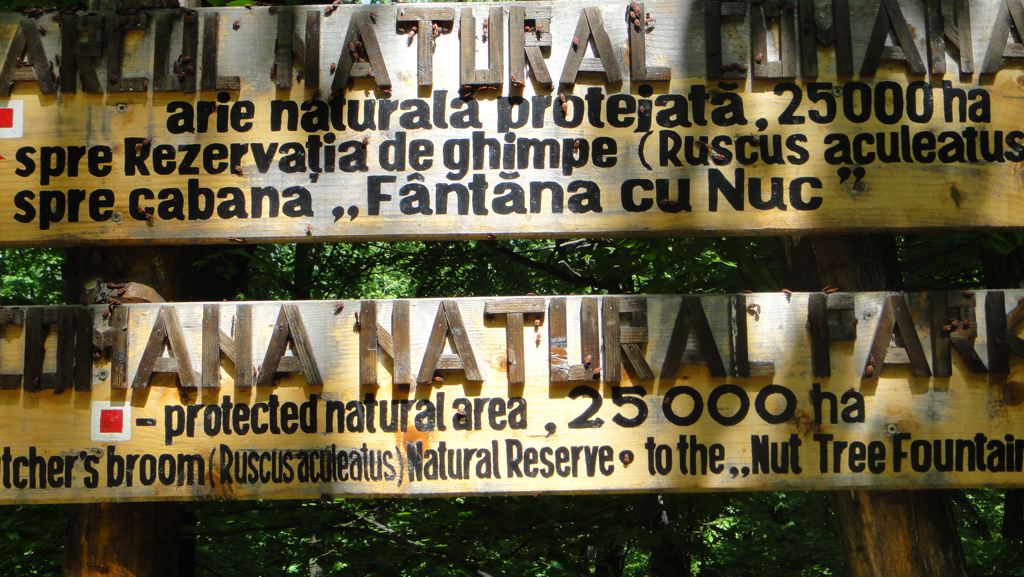 ARCUL NATURAL COMANA
arie naturală protejată, 25000 ha
spre Rezervația de ghimpe (Ruscus aculeatus
spre cabana „Fântăna cu Nuc”
COMANA NATURAL PARK
- protected natural area , 25000 ha
tcher's broom (Ruscus aculeatus) Natural Reserve • to the „Nut Tree Fountain